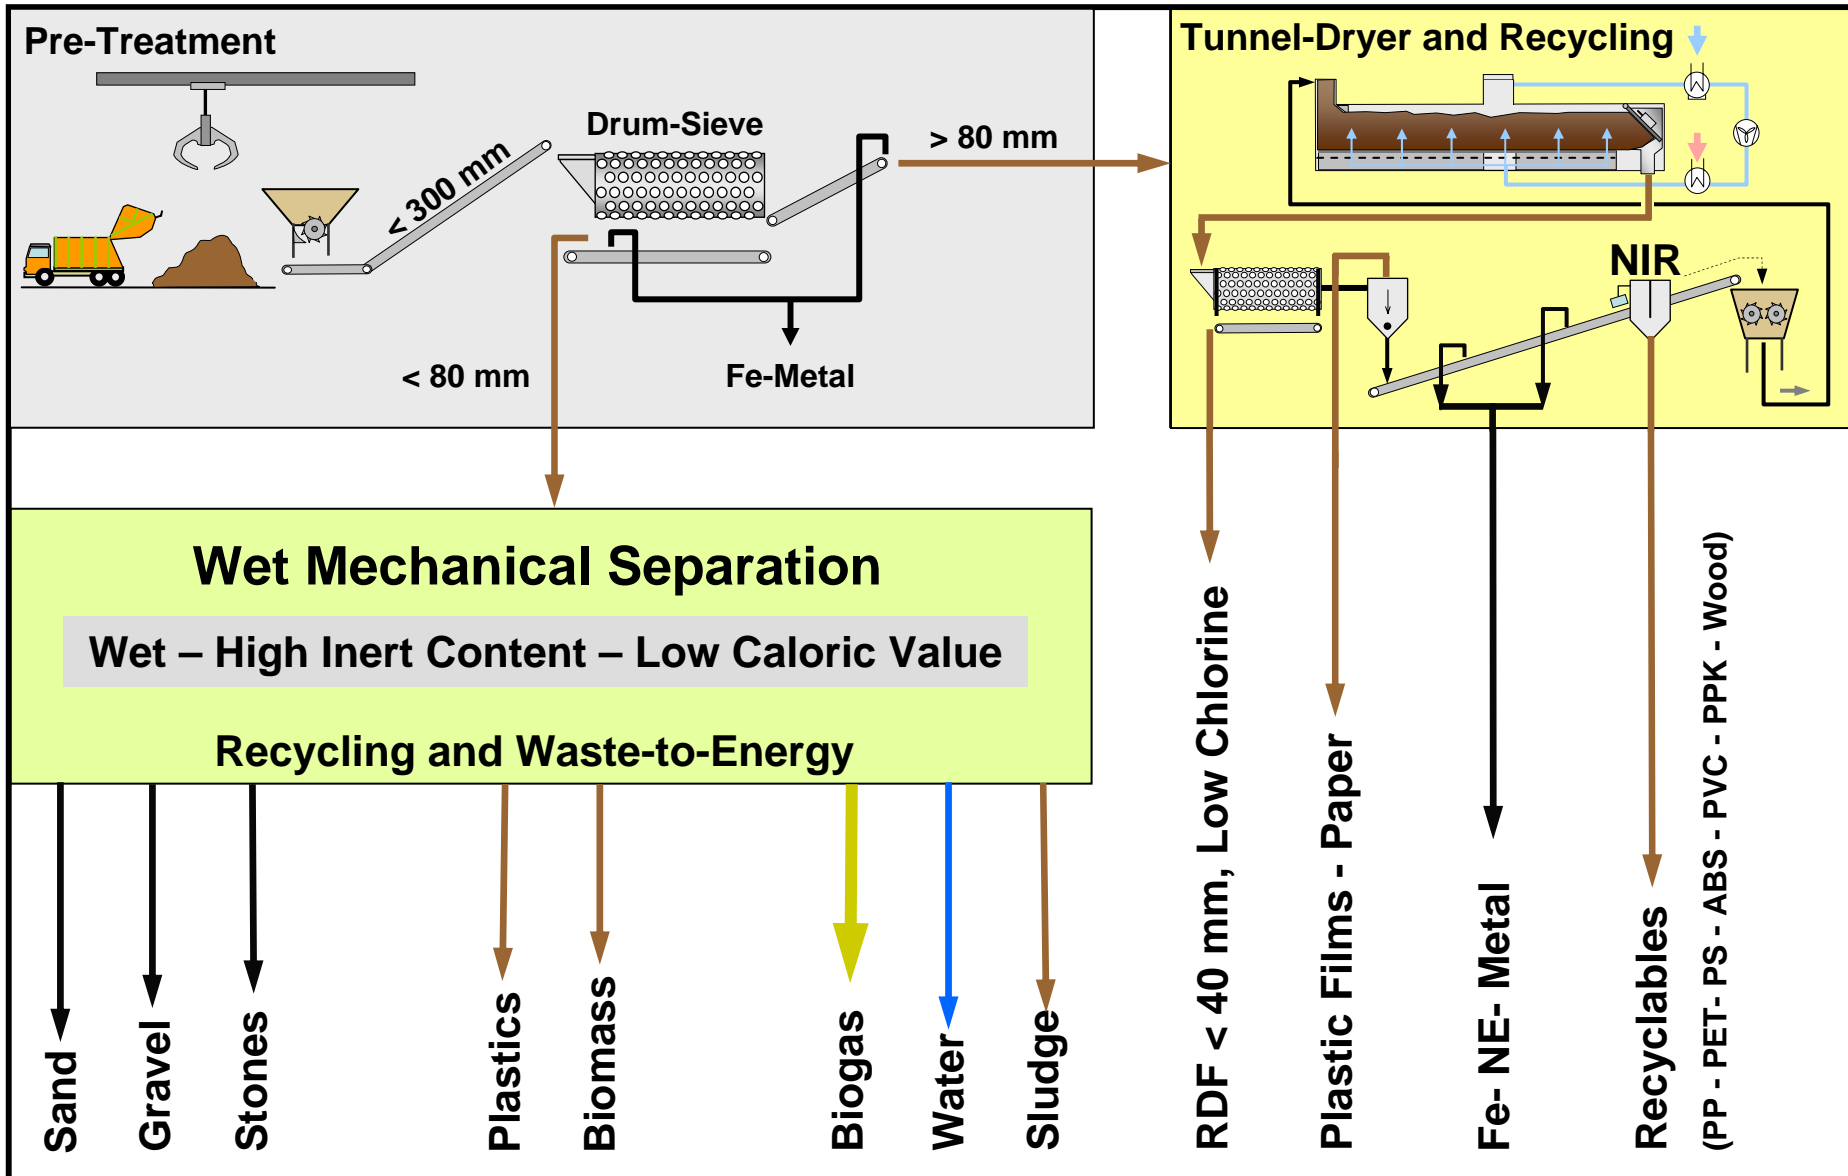 Pre-Treatment
Tunnel-Dryer and Recycling
Drum-Sieve
> 80 mm
< 300 mm
NIR
< 80 mm
Fe-Metal
Wet Mechanical Separation
Wet – High Inert Content – Low Caloric Value
Recycling and Waste-to-Energy
Sand
Gravel
Stones
Plastics
Biomass
Biogas
Water
Sludge
RDF < 40 mm, Low Chlorine
Plastic Films - Paper
Fe- NE- Metal
Recyclables
(PP - PET- PS - ABS - PVC - PPK - Wood)